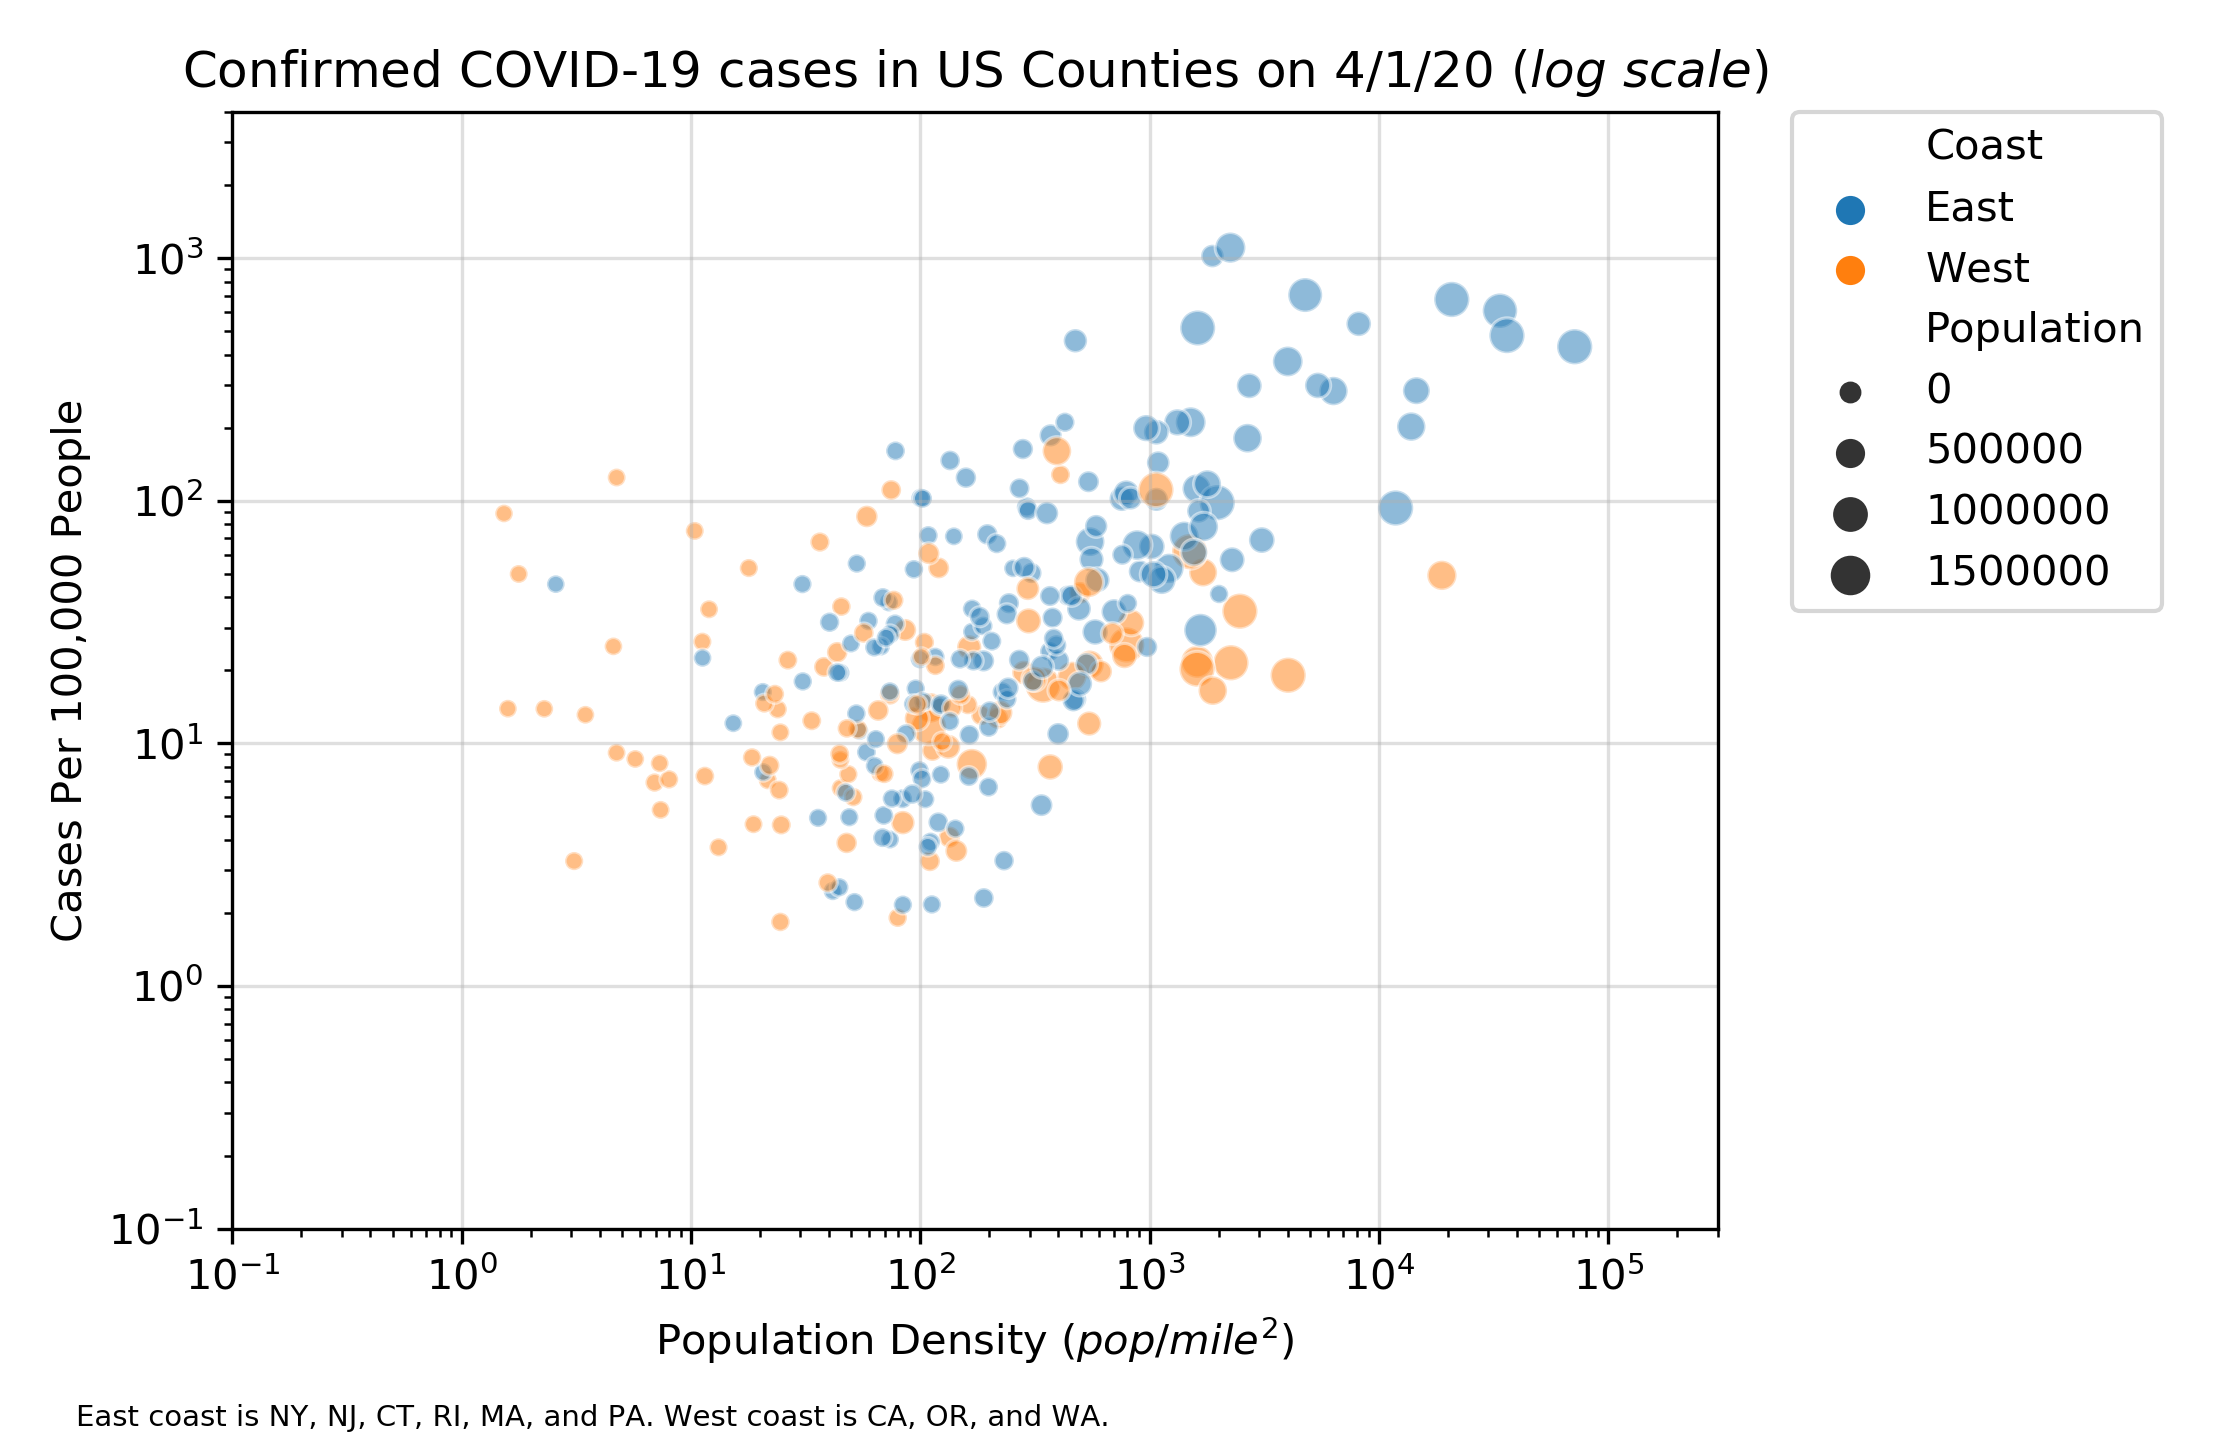 Confirmed COVID-19 cases in US Counties on 4/1/20 (log scale)
Coast
East
West
Population
0
500000
1000000
1500000
Cases Per 100,000 People
10³
10²
10¹
10⁰
10⁻¹
10⁻¹ 10⁰ 10¹ 10² 10³ 10⁴ 10⁵
Population Density (pop/mile²)
East coast is NY, NJ, CT, RI, MA, and PA. West coast is CA, OR, and WA.